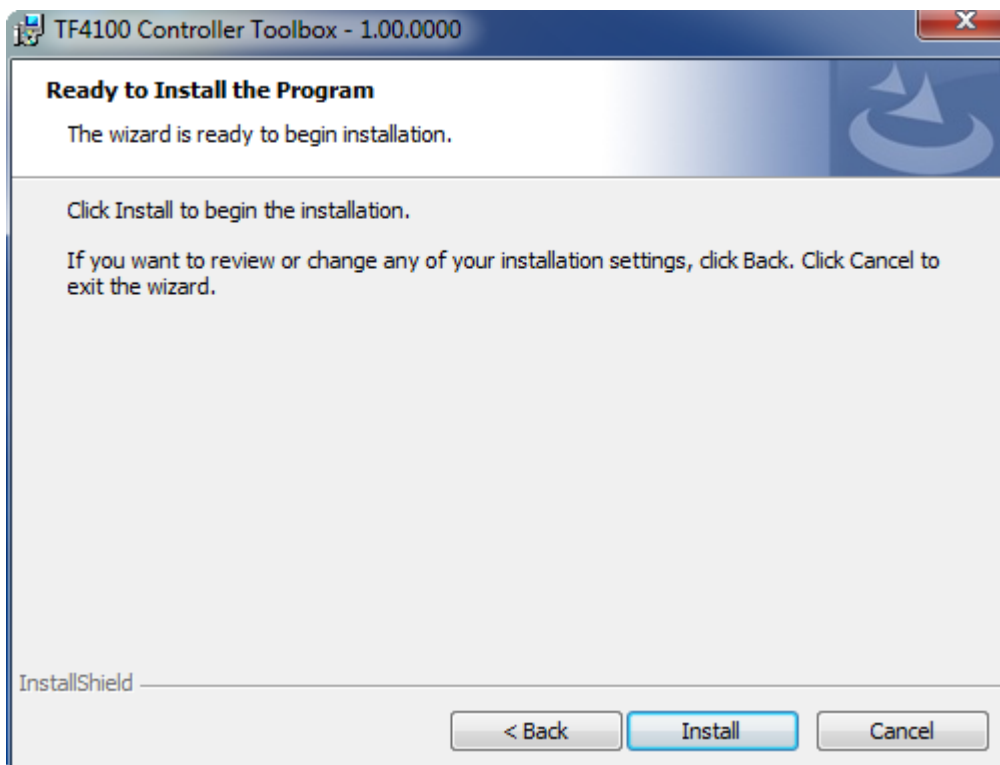 TF4100 Controller Toolbox - 1.00.0000
Ready to Install the Program
The wizard is ready to begin installation.
Click Install to begin the installation.
If you want to review or change any of your installation settings, click Back. Click Cancel to
exit the wizard.
InstallShield
< Back Install Cancel